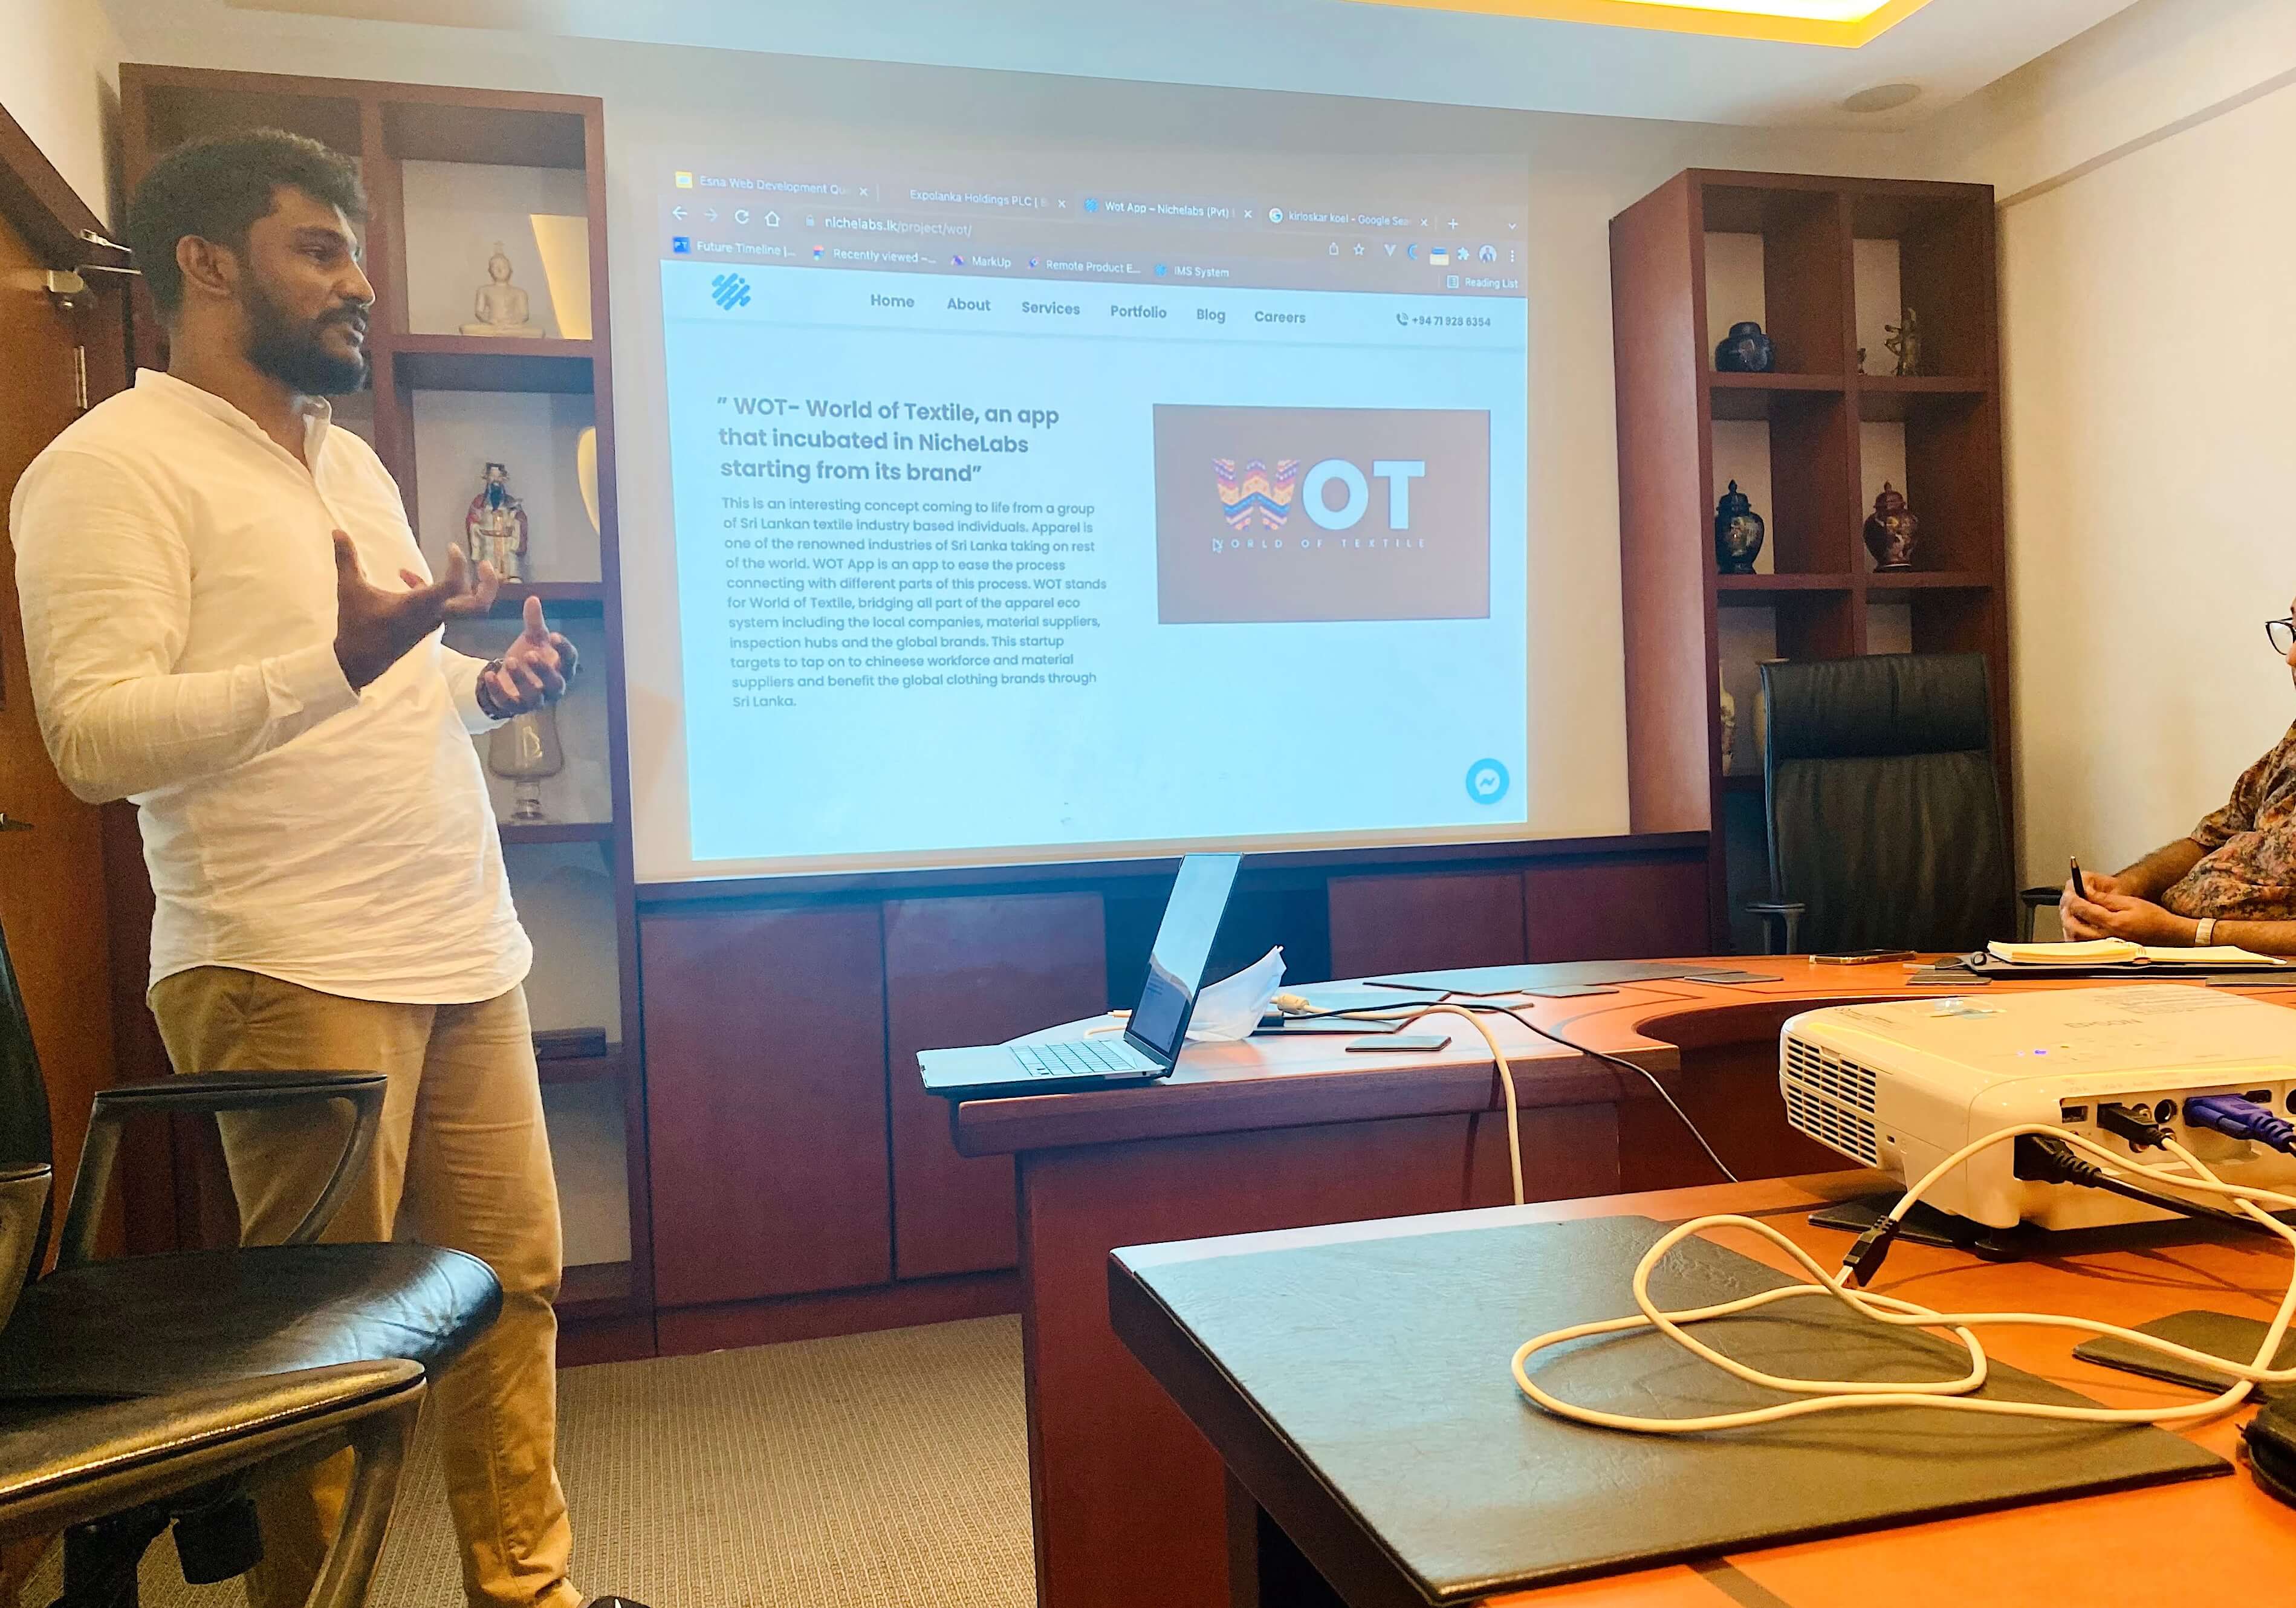 Esna Web Development Qu
Expolanka Holdings PLC |
Wot App – Nichelabs (Pvt)
kirloskar koel - Google Sea
nichelabs.lk/project/wot/
Future Timeline |...
Recently viewed –...
MarkUp
Remote Product E...
IMS System
Reading List
Home
About
Services
Portfolio
Blog
Careers
+94 71 928 6354
" WOT- World of Textile, an app
that incubated in NicheLabs
starting from its brand"
This is an interesting concept coming to life from a group
of Sri Lankan textile industry based individuals. Apparel is
one of the renowned industries of Sri Lanka taking on rest
of the world. WOT App is an app to ease the process
connecting with different parts of this process. WOT stands
for World of Textile, bridging all part of the apparel eco
system including the local companies, material suppliers,
inspection hubs and the global brands. This startup
targets to tap on to chineese workforce and material
suppliers and benefit the global clothing brands through
Sri Lanka.
WOT
WORLD OF TEXTILE
EPSON